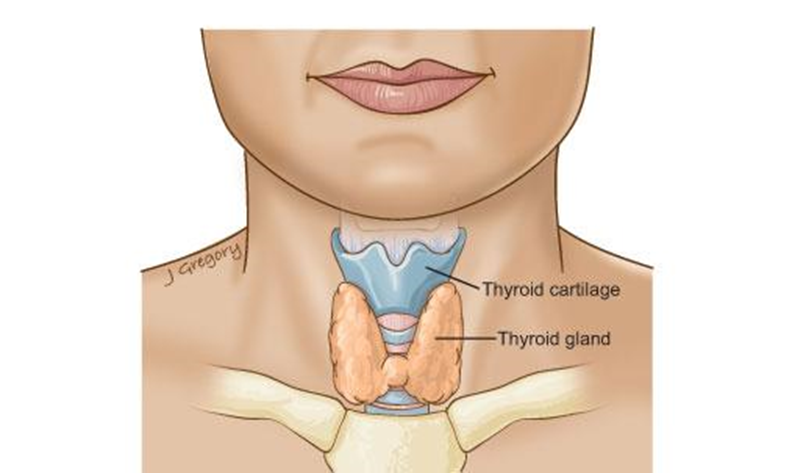 J Gregory
Thyroid cartilage
Thyroid gland